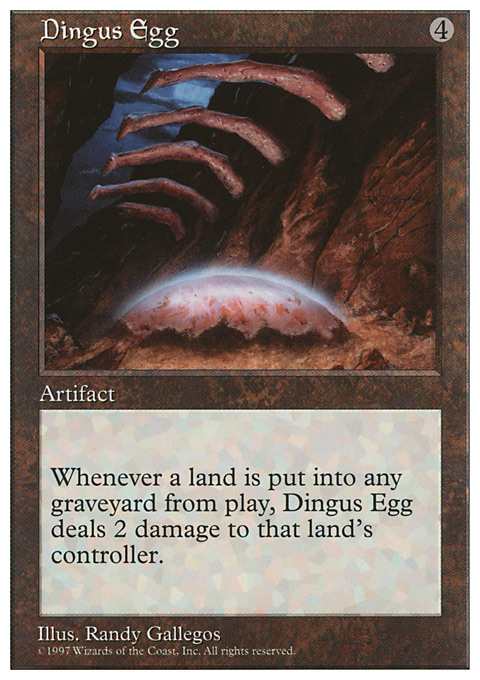 Dingus Egg 4
Artifact
Whenever a land is put into any
graveyard from play, Dingus Egg
deals 2 damage to that land's
controller.
Illus. Randy Gallegos
©1997 Wizards of the Coast, Inc. All rights reserved.